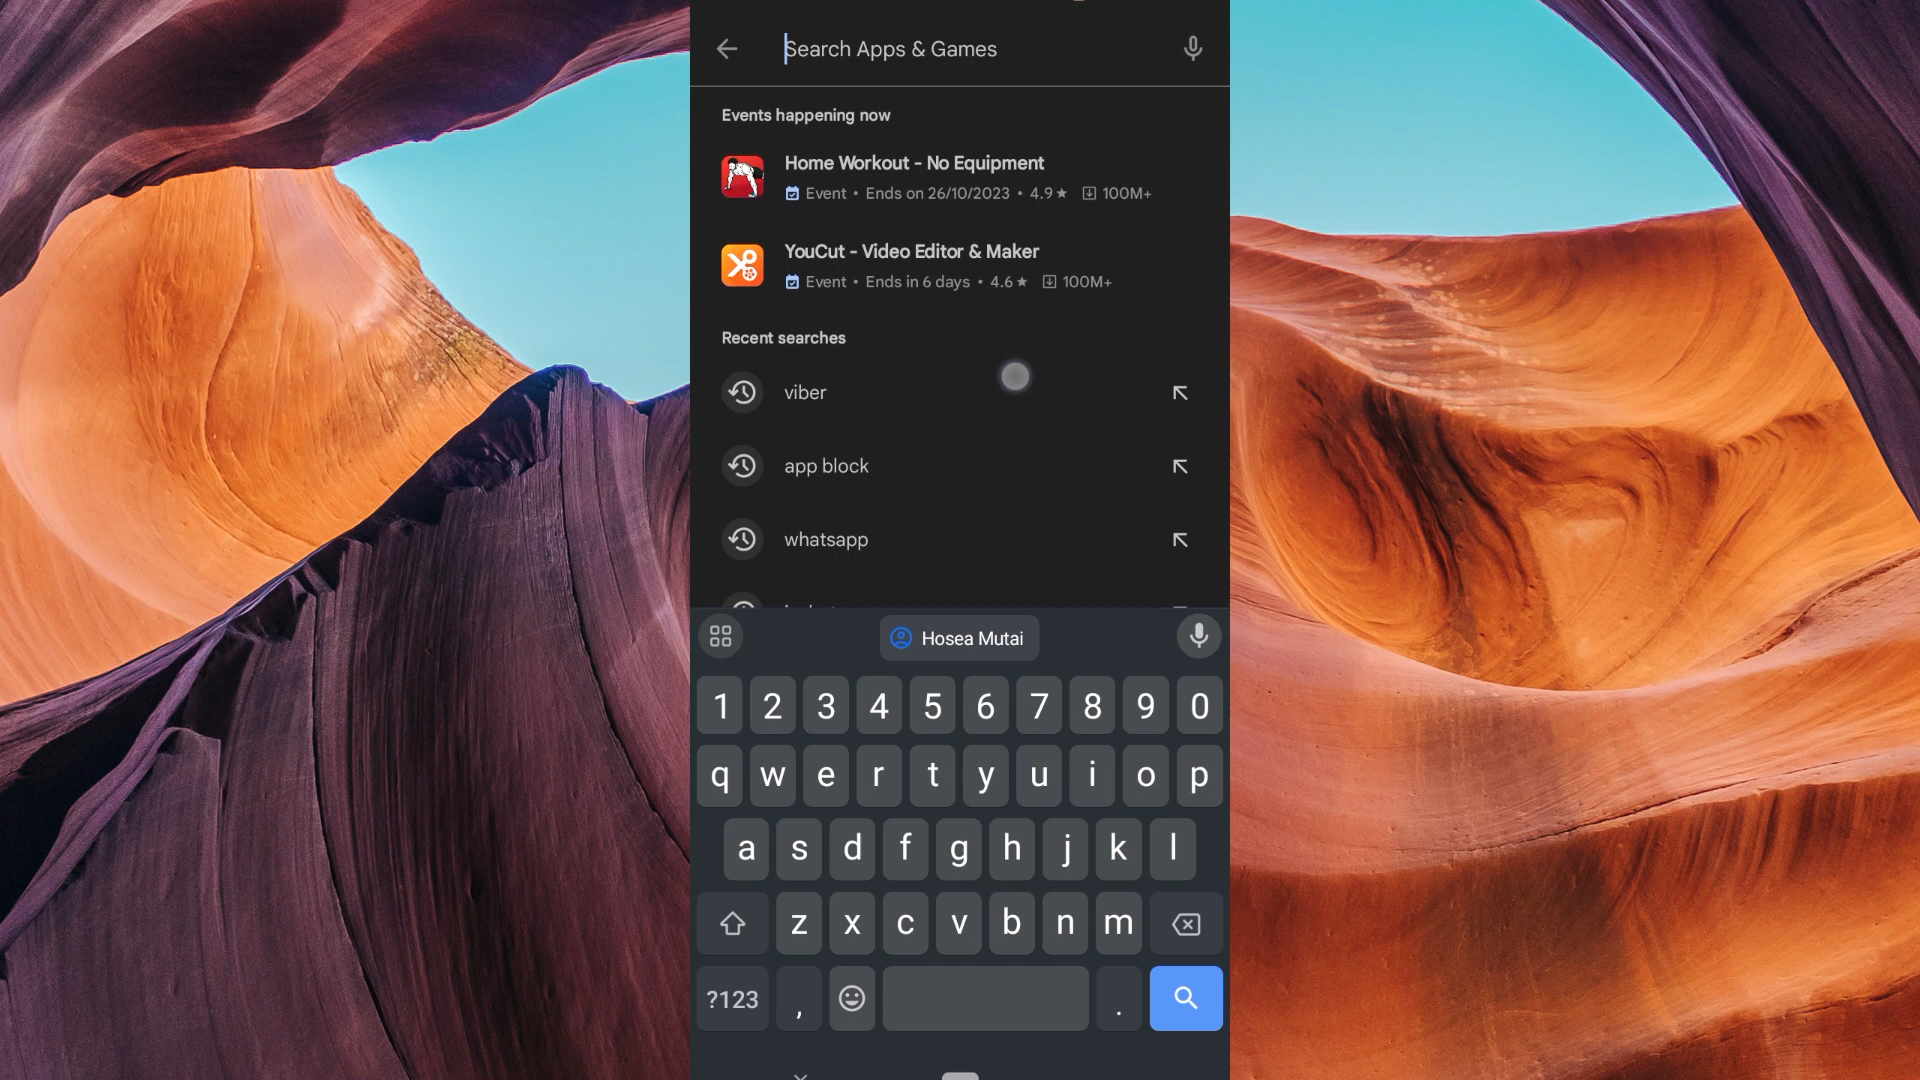 Search Apps & Games
Events happening now
Home Workout - No Equipment
Event • Ends on 26/10/2023 • 4.9★ 100M+
YouCut - Video Editor & Maker
Event • Ends in 6 days • 4.6★ 100M+
Recent searches
viber
app block
whatsapp
Hosea Mutai
1 2 3 4 5 6 7 8 9 0
q w e r t y u i o p
a s d f g h j k l
z x c v b n m
?123 , .